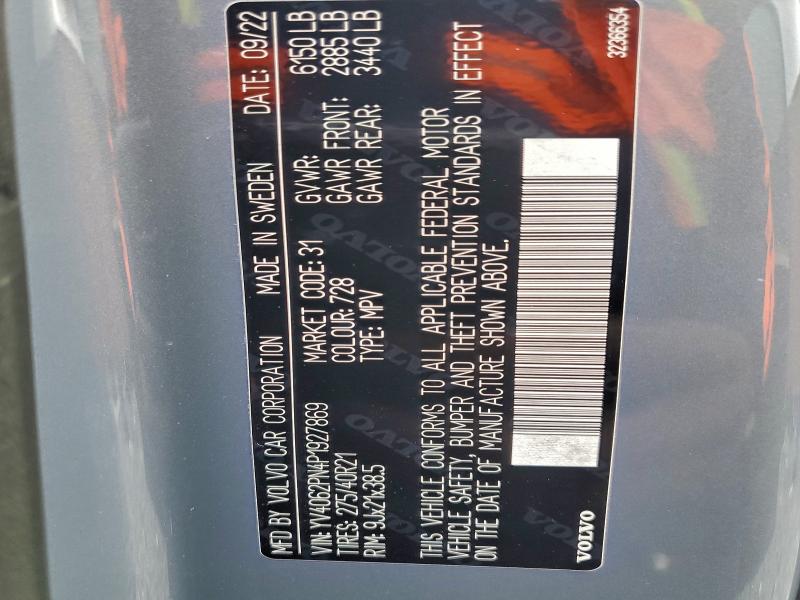 MFD BY VOLVO CAR CORPORATION MADE IN SWEDEN DATE: 09/22
VIN: YV4062PN4P1927869 MARKET CODE: 31 GVWR: 6150 LB
TIRES: 275/40R21 COLOUR: 728 GAWR FRONT: 2885 LB
RIM: 9Jx21x38.5 TYPE: MPV GAWR REAR: 3440 LB
THIS VEHICLE CONFORMS TO ALL APPLICABLE FEDERAL MOTOR
VEHICLE SAFETY, BUMPER AND THEFT PREVENTION STANDARDS IN EFFECT
ON THE DATE OF MANUFACTURE SHOWN ABOVE.
VOLVO 32366354